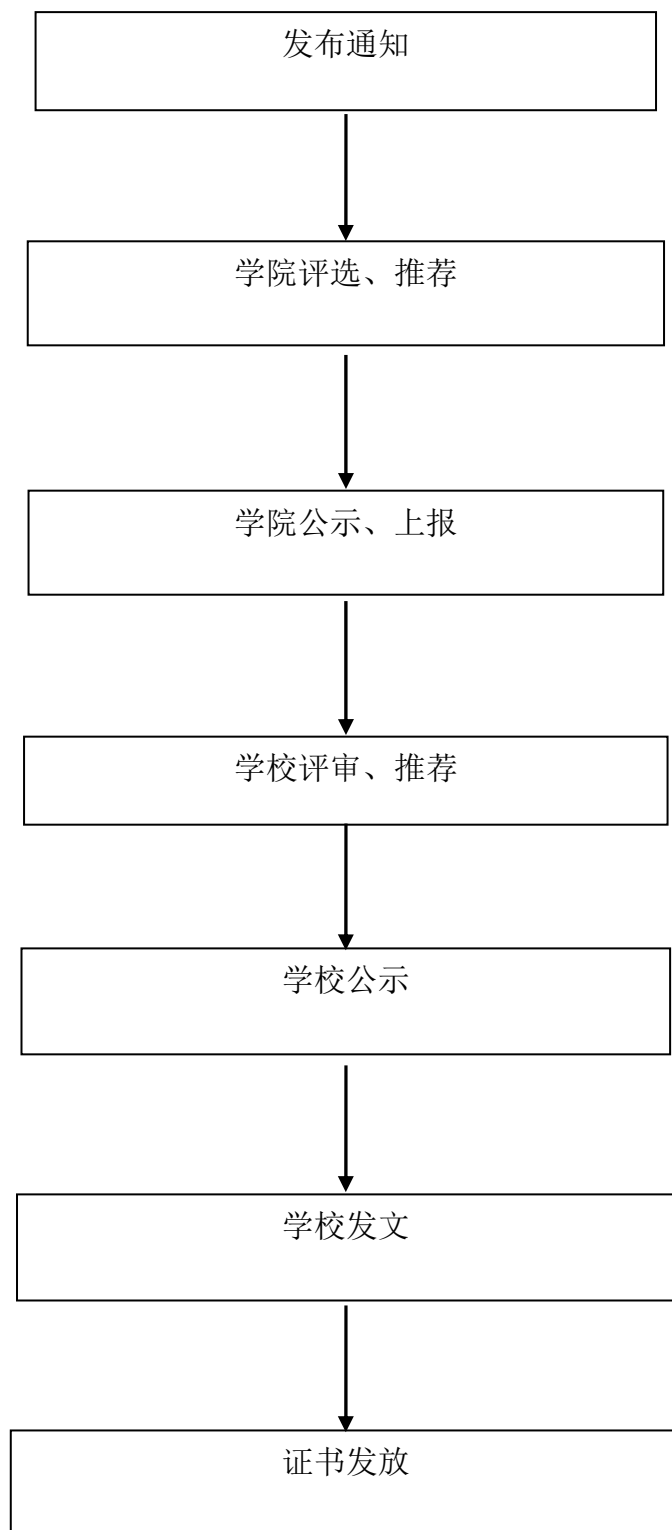 发布通知
学院评选、推荐
学院公示、上报
学校评审、推荐
学校公示
学校发文
证书发放